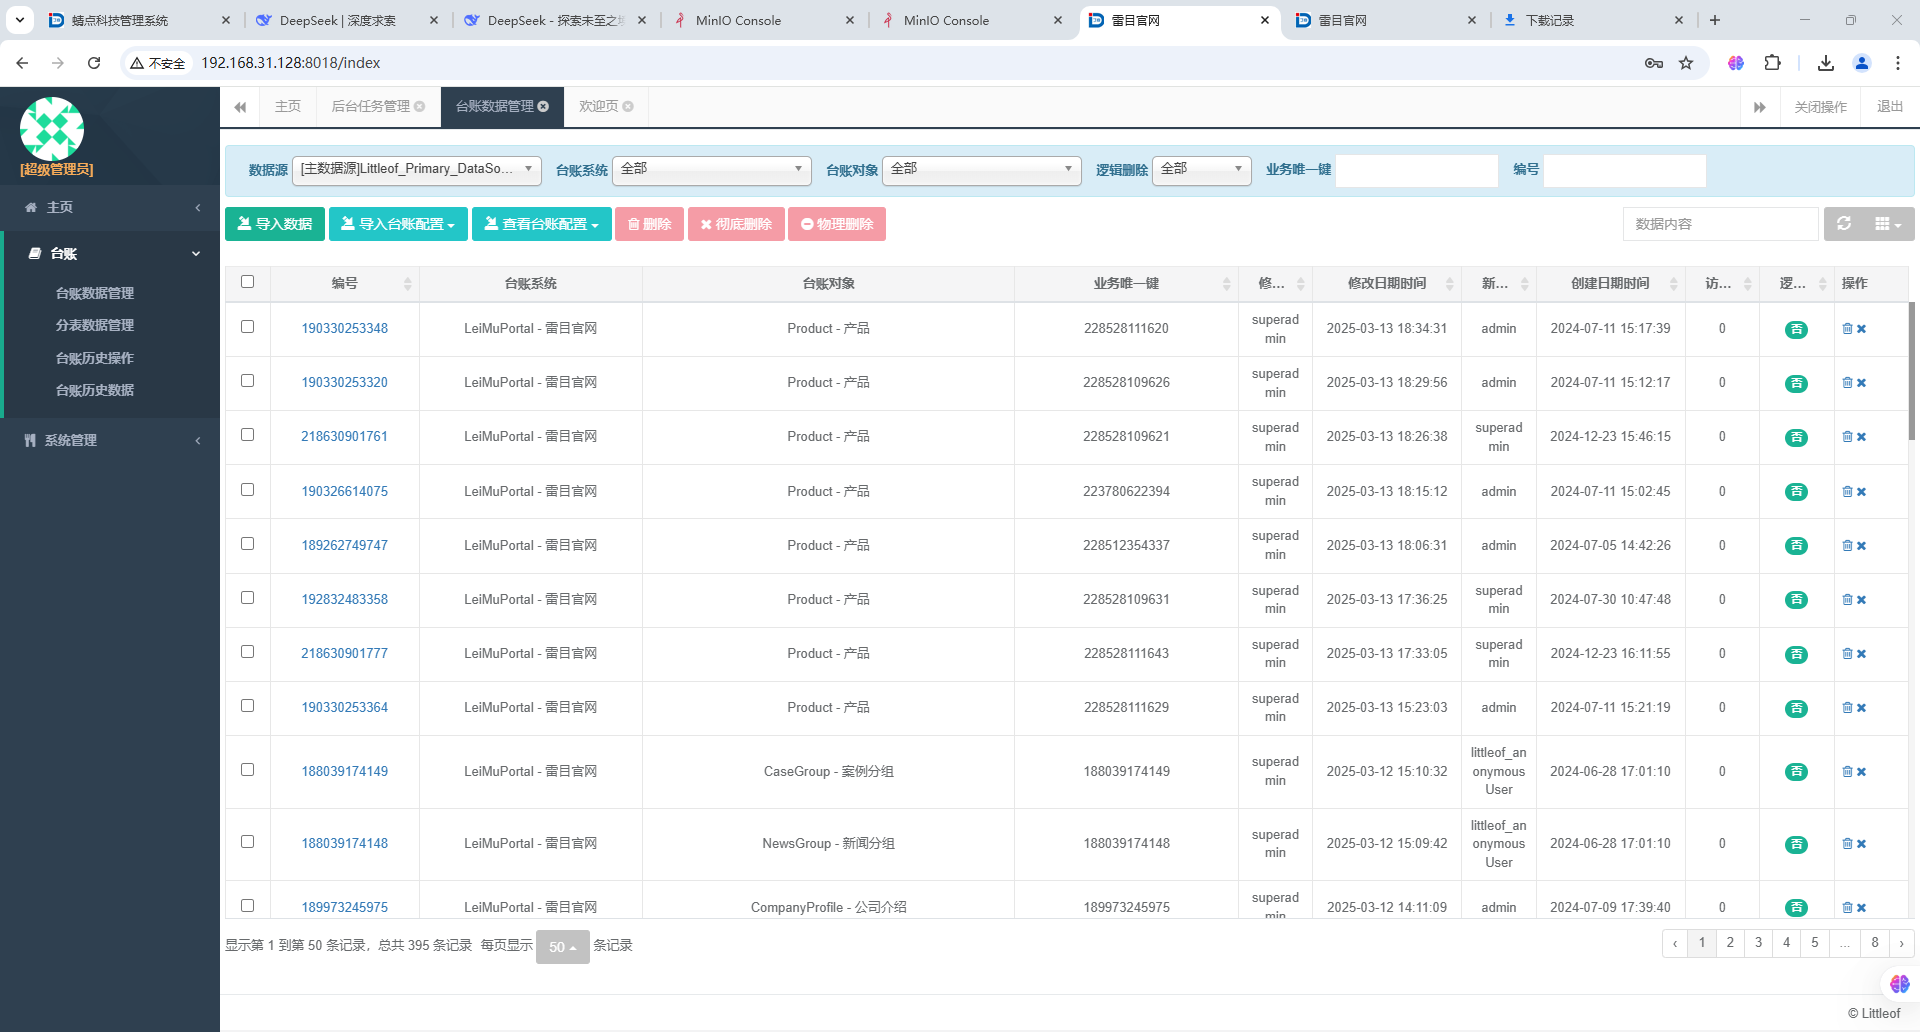 蜻点科技管理系统
DeepSeek | 深度求索
DeepSeek - 探索未至之境
MinIO Console
MinIO Console
雷目官网
雷目官网
下载记录
不安全
192.168.31.128:8018/index
[超级管理员]
主页
台账
台账数据管理
分表数据管理
台账历史操作
台账历史数据
系统管理
主页
后台任务管理
台账数据管理
欢迎页
关闭操作
退出
数据源 [主数据源]Littleof_Primary_DataSo... 台账系统 全部 台账对象 全部 逻辑删除 全部 业务唯一键 编号
导入数据 导入台账配置 查看台账配置 删除 彻底删除 物理删除 数据内容
编号 台账系统 台账对象 业务唯一键 修... 修改日期时间 新... 创建日期时间 访... 逻... 操作
190330253348 LeiMuPortal - 雷目官网 Product - 产品 228528111620 superadmin 2025-03-13 18:34:31 admin 2024-07-11 15:17:39 0 否
190330253320 LeiMuPortal - 雷目官网 Product - 产品 228528109626 superadmin 2025-03-13 18:29:56 admin 2024-07-11 15:12:17 0 否
218630901761 LeiMuPortal - 雷目官网 Product - 产品 228528109621 superadmin 2025-03-13 18:26:38 superadmin 2024-12-23 15:46:15 0 否
190326614075 LeiMuPortal - 雷目官网 Product - 产品 223780622394 superadmin 2025-03-13 18:15:12 admin 2024-07-11 15:02:45 0 否
189262749747 LeiMuPortal - 雷目官网 Product - 产品 228512354337 superadmin 2025-03-13 18:06:31 admin 2024-07-05 14:42:26 0 否
192832483358 LeiMuPortal - 雷目官网 Product - 产品 228528109631 superadmin 2025-03-13 17:36:25 superadmin 2024-07-30 10:47:48 0 否
218630901777 LeiMuPortal - 雷目官网 Product - 产品 228528111643 superadmin 2025-03-13 17:33:05 superadmin 2024-12-23 16:11:55 0 否
190330253364 LeiMuPortal - 雷目官网 Product - 产品 228528111629 superadmin 2025-03-13 15:23:03 admin 2024-07-11 15:21:19 0 否
188039174149 LeiMuPortal - 雷目官网 CaseGroup - 案例分组 188039174149 superadmin 2025-03-12 15:10:32 littleof_anonymousUser 2024-06-28 17:01:10 0 否
188039174148 LeiMuPortal - 雷目官网 NewsGroup - 新闻分组 188039174148 superadmin 2025-03-12 15:09:42 littleof_anonymousUser 2024-06-28 17:01:10 0 否
189973245975 LeiMuPortal - 雷目官网 CompanyProfile - 公司介绍 189973245975 superadmin 2025-03-12 14:11:09 admin 2024-07-09 17:39:40 0 否
显示第 1 到第 50 条记录，总共 395 条记录 每页显示 50 条记录
‹ 1 2 3 4 5 ... 8 ›
© Littleof